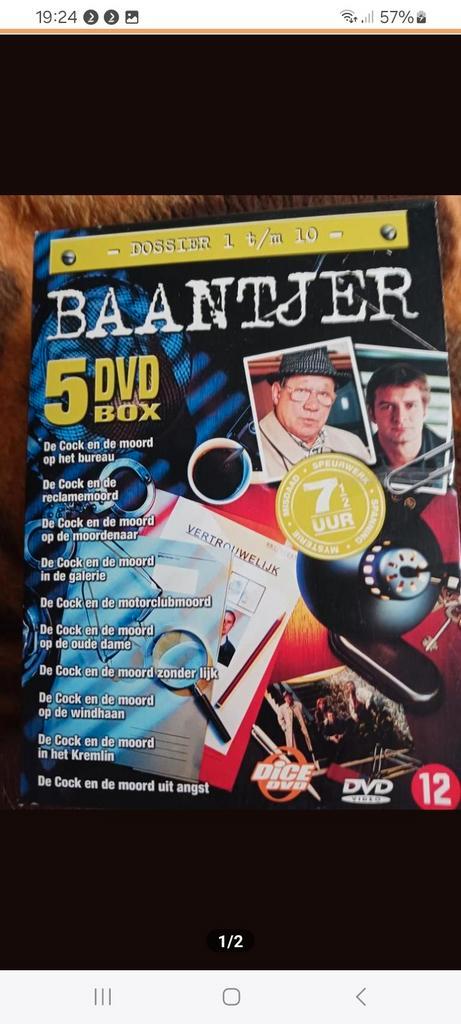 19:24
57%
- DOSSIER 1 t/m 10 -
BAANTJER
5 DVD
BOX
De Cock en de moord
op het bureau
De Cock en de
reclamemoord
De Cock en de moord
op de moordenaar
De Cock en de moord
in de galerie
De Cock en de motorclubmoord
De Cock en de moord
op de oude dame
De Cock en de moord zonder lijk
De Cock en de moord
op de windhaan
De Cock en de moord
in het Kremlin
De Cock en de moord uit angst
MISDAAD SPEURWERK SPANNING MYSTERIE
7 1/2
UUR
VERTROUWELIJK
DICE
DVD
DVD
VIDEO
12
1/2